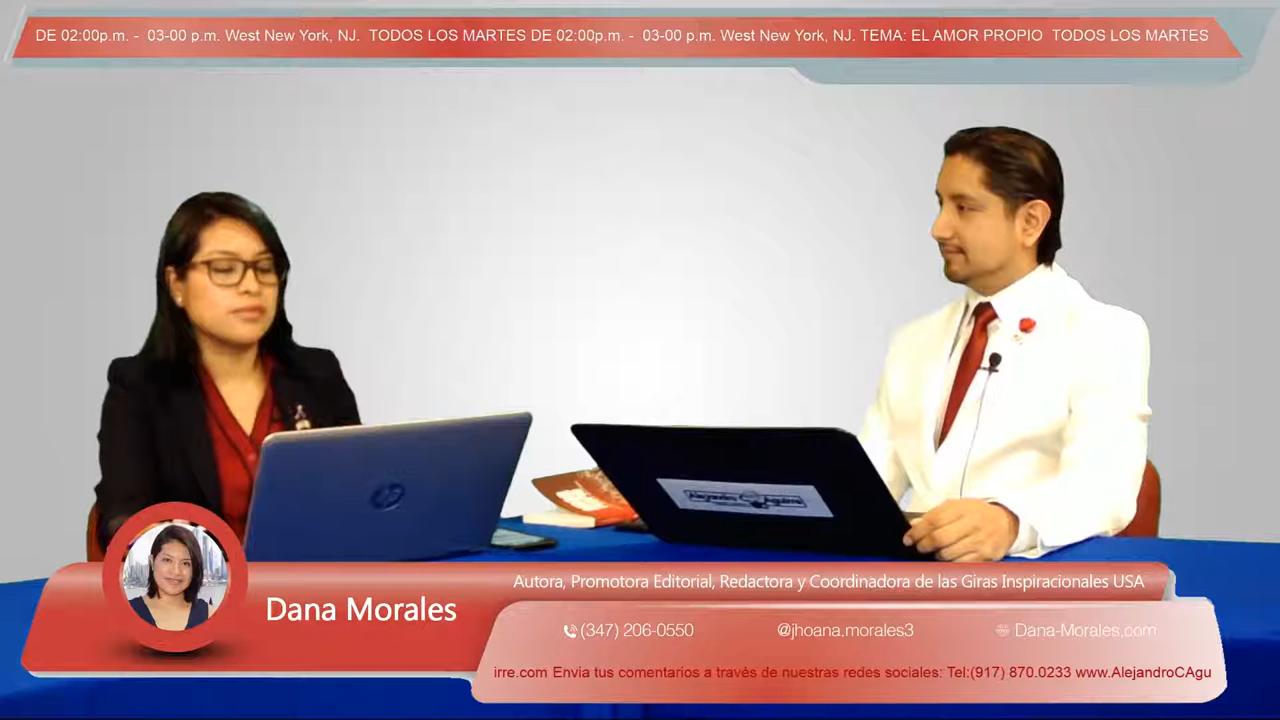 DE 02:00p.m. - 03-00 p.m. West New York, NJ. TODOS LOS MARTES DE 02:00p.m. - 03-00 p.m. West New York, NJ. TEMA: EL AMOR PROPIO TODOS LOS MARTES
hp
Alejandro C Aguirre
Autora, Promotora Editorial, Redactora y Coordinadora de las Giras Inspiracionales USA
Dana Morales
(347) 206-0550 @jhoana.morales3 Dana-Morales.com
irre.com Envia tus comentarios a través de nuestras redes sociales: Tel:(917) 870.0233 www.AlejandroCAgu